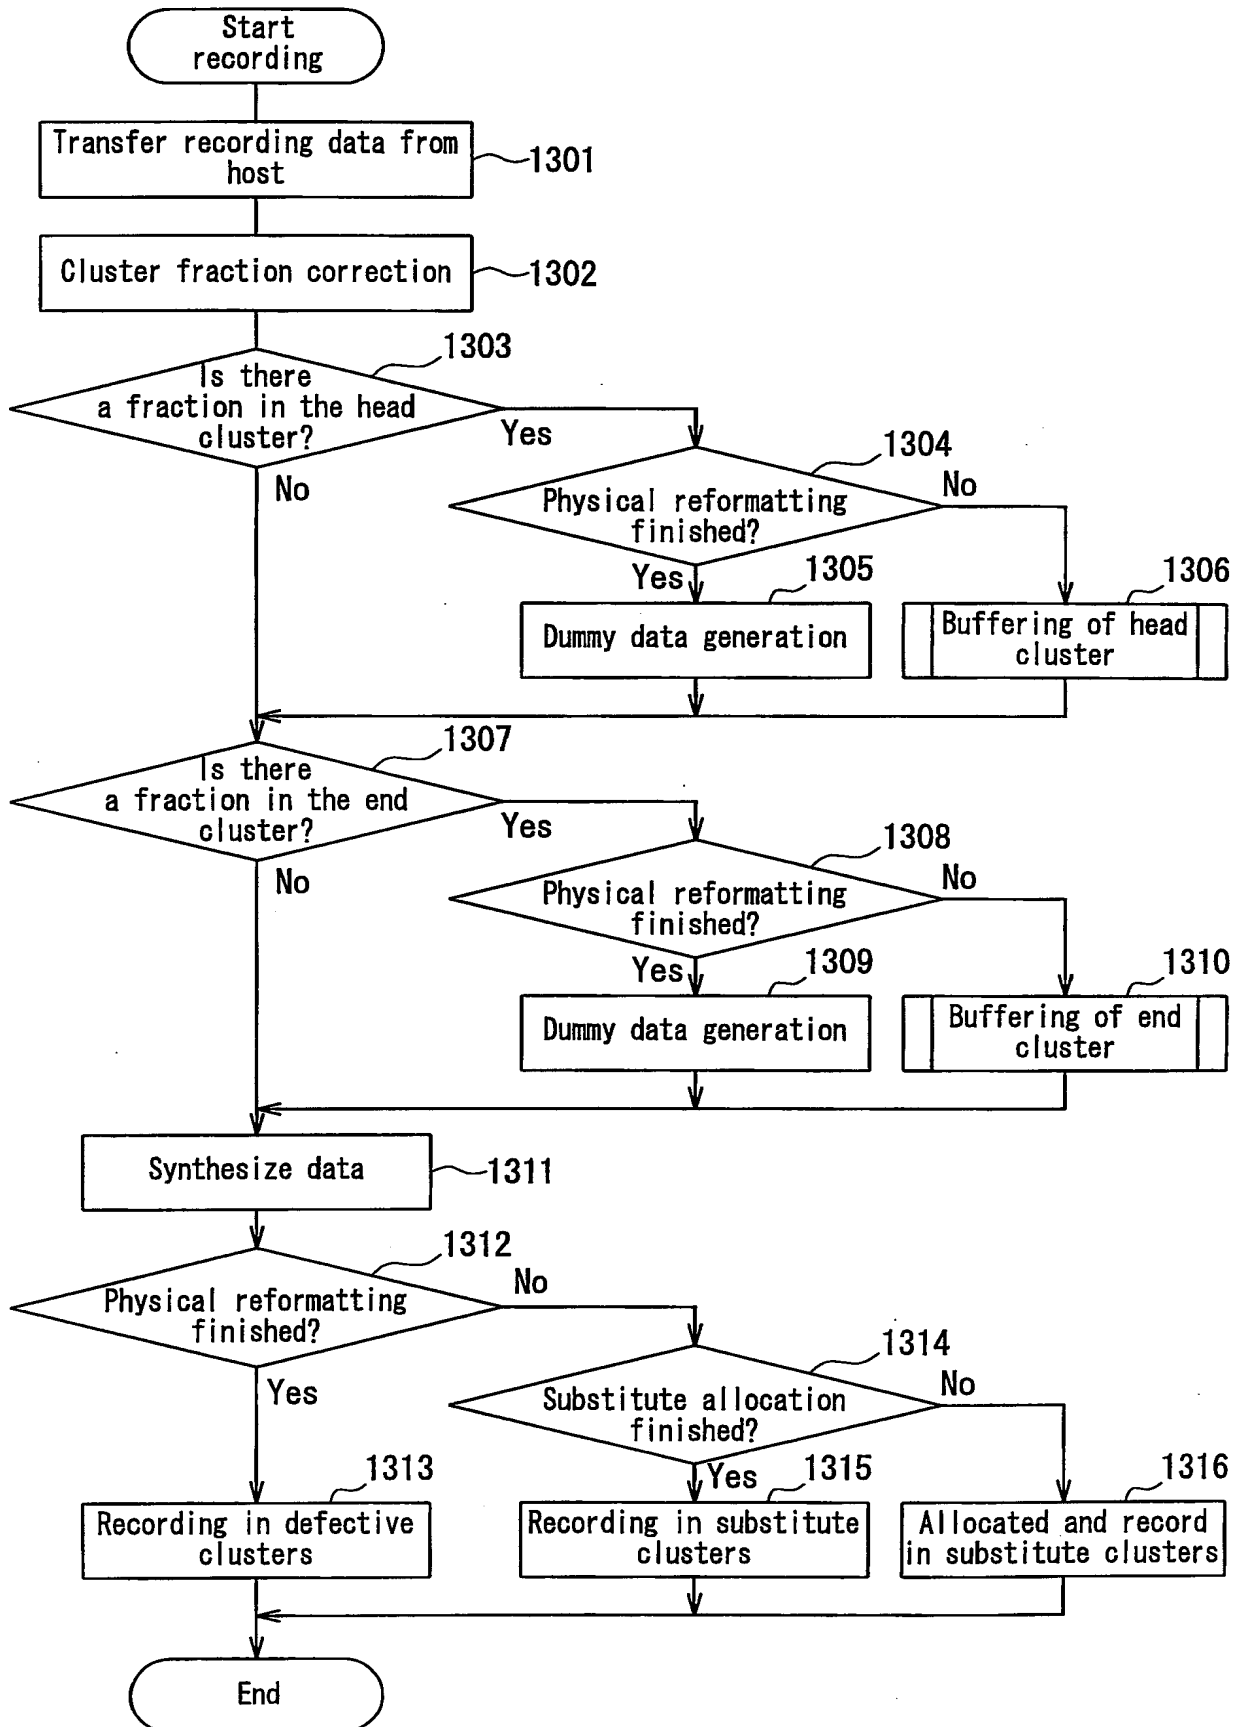 Start
recording
Transfer recording data from
host
1301
Cluster fraction correction
1302
1303
Is there
a fraction in the head
cluster?
Yes
No
1304
Physical reformatting
finished?
No
Yes
1305
Dummy data generation
1306
Buffering of head
cluster
1307
Is there
a fraction in the end
cluster?
Yes
No
1308
Physical reformatting
finished?
No
Yes
1309
Dummy data generation
1310
Buffering of end
cluster
Synthesize data
1311
1312
Physical reformatting
finished?
No
Yes
1314
Substitute allocation
finished?
No
Yes
1313
Recording in defective
clusters
1315
Recording in substitute
clusters
1316
Allocated and record
in substitute clusters
End